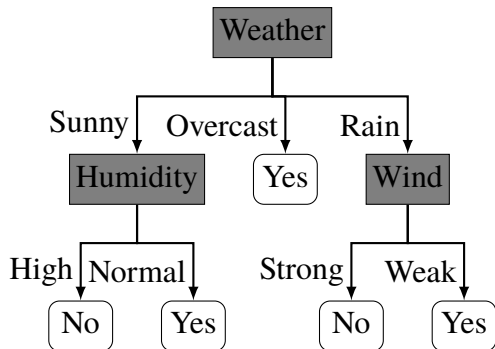 Weather
Sunny Overcast Rain
Humidity Yes Wind
High Normal Strong Weak
No Yes No Yes